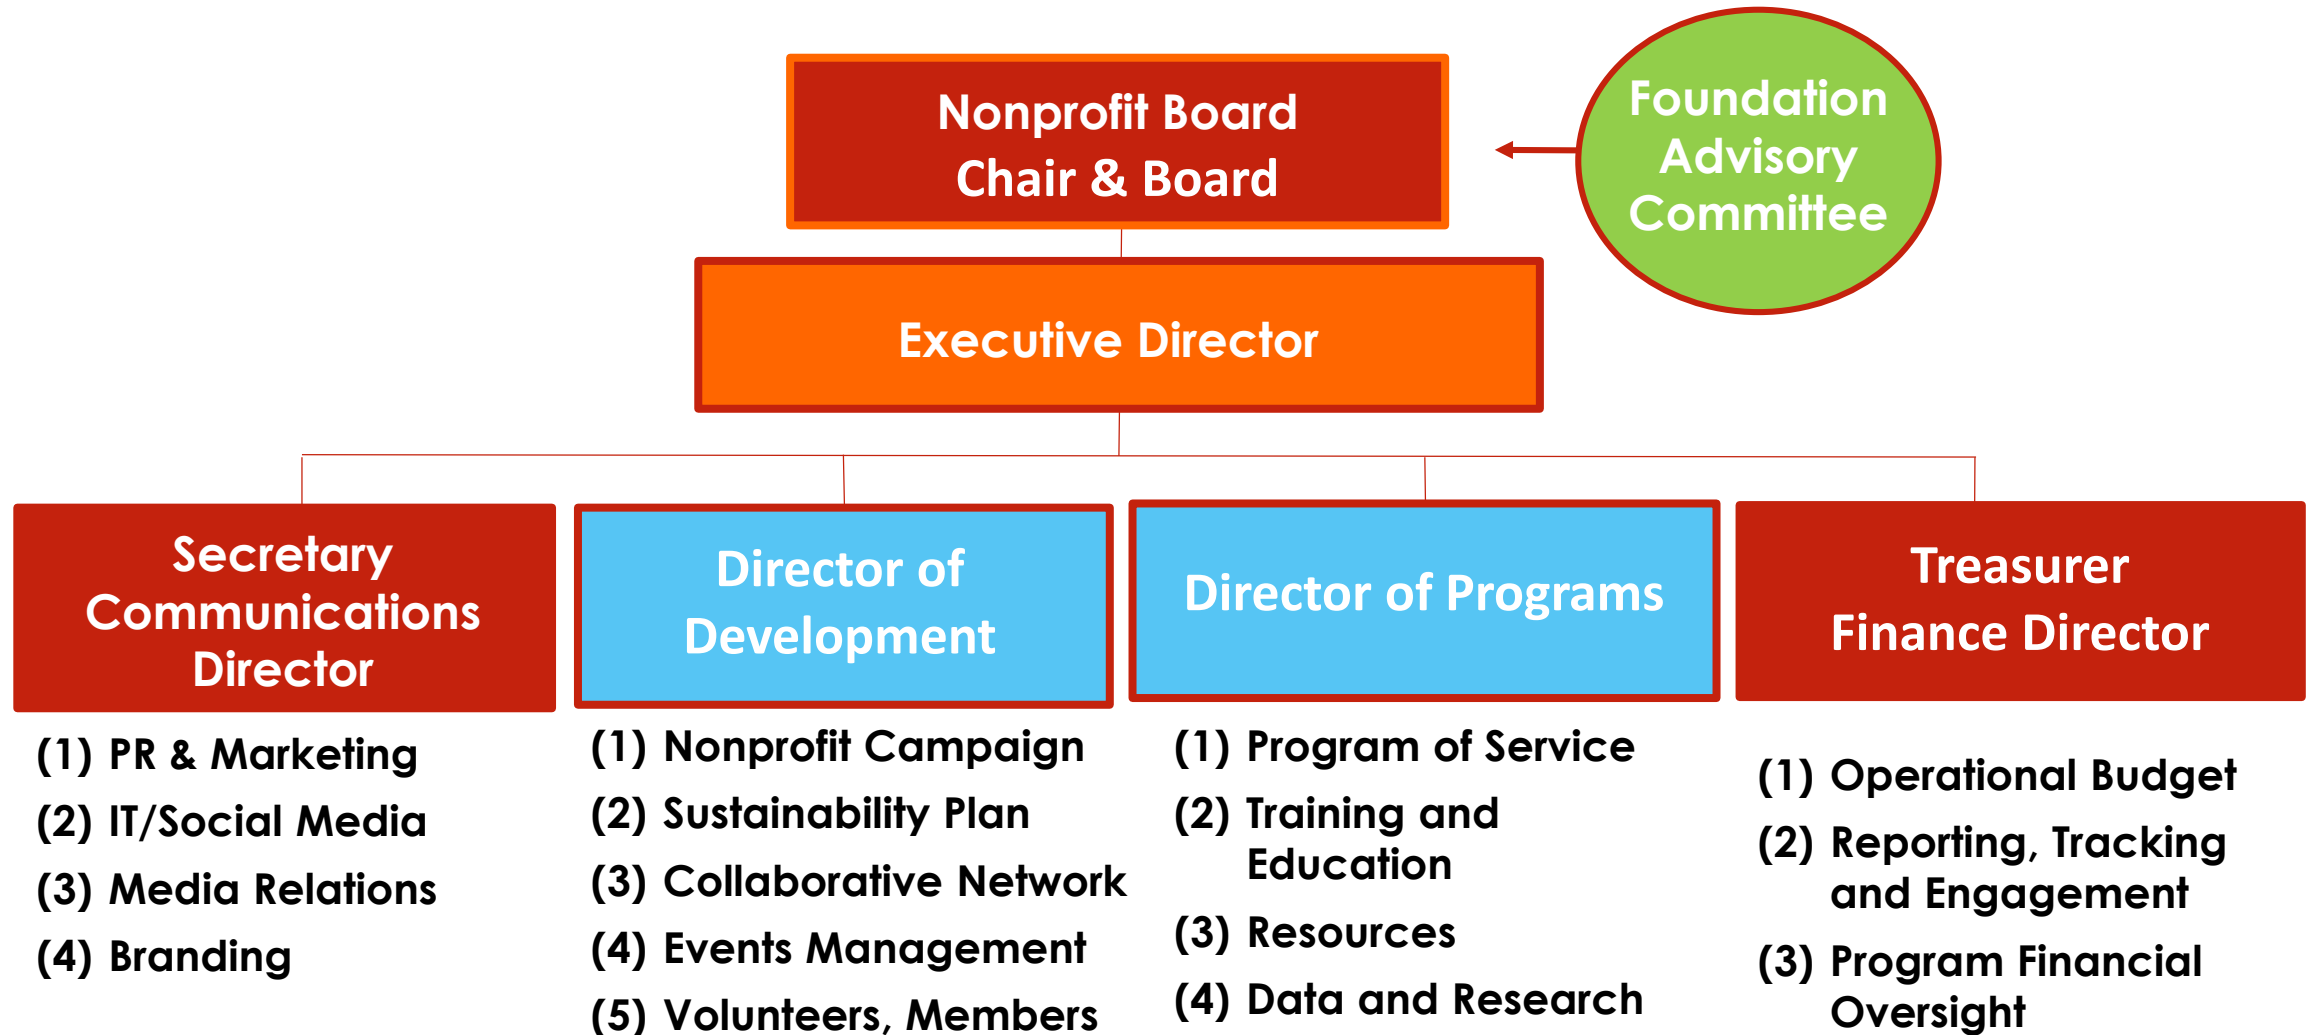 Nonprofit Board
Chair & Board
Foundation
Advisory
Committee
Executive Director
Secretary
Communications
Director
(1) PR & Marketing
(2) IT/Social Media
(3) Media Relations
(4) Branding
Director of
Development
(1) Nonprofit Campaign
(2) Sustainability Plan
(3) Collaborative Network
(4) Events Management
(5) Volunteers, Members
Director of Programs
(1) Program of Service
(2) Training and
Education
(3) Resources
(4) Data and Research
Treasurer
Finance Director
(1) Operational Budget
(2) Reporting, Tracking
and Engagement
(3) Program Financial
Oversight